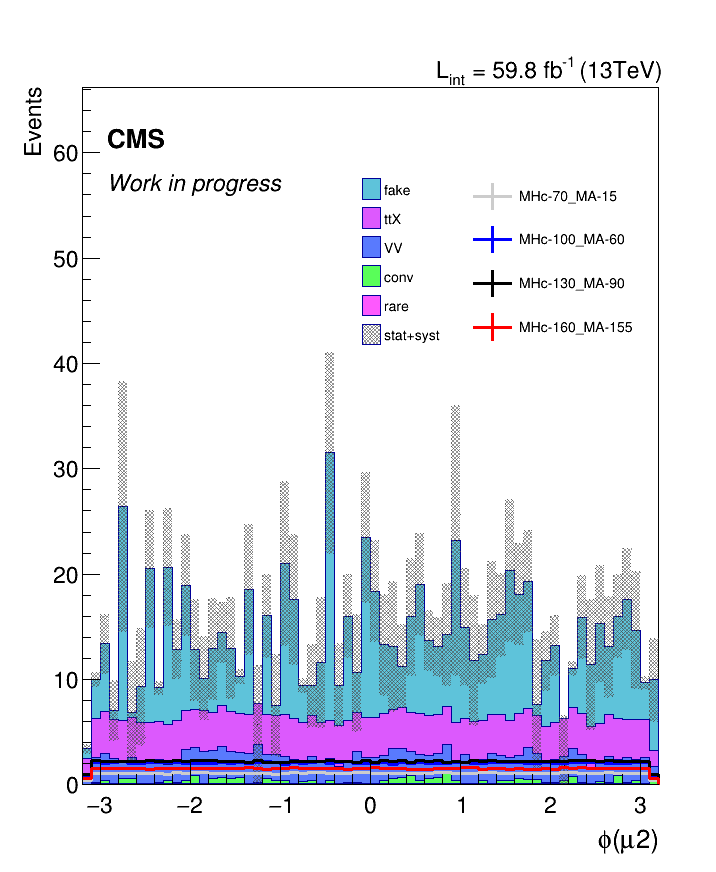 L_int = 59.8 fb^-1 (13TeV)
Events
CMS
Work in progress
fake
ttX
VV
conv
rare
stat+syst
MHc-70_MA-15
MHc-100_MA-60
MHc-130_MA-90
MHc-160_MA-155
60
50
40
30
20
10
0
−3 −2 −1 0 1 2 3
ϕ(μ2)